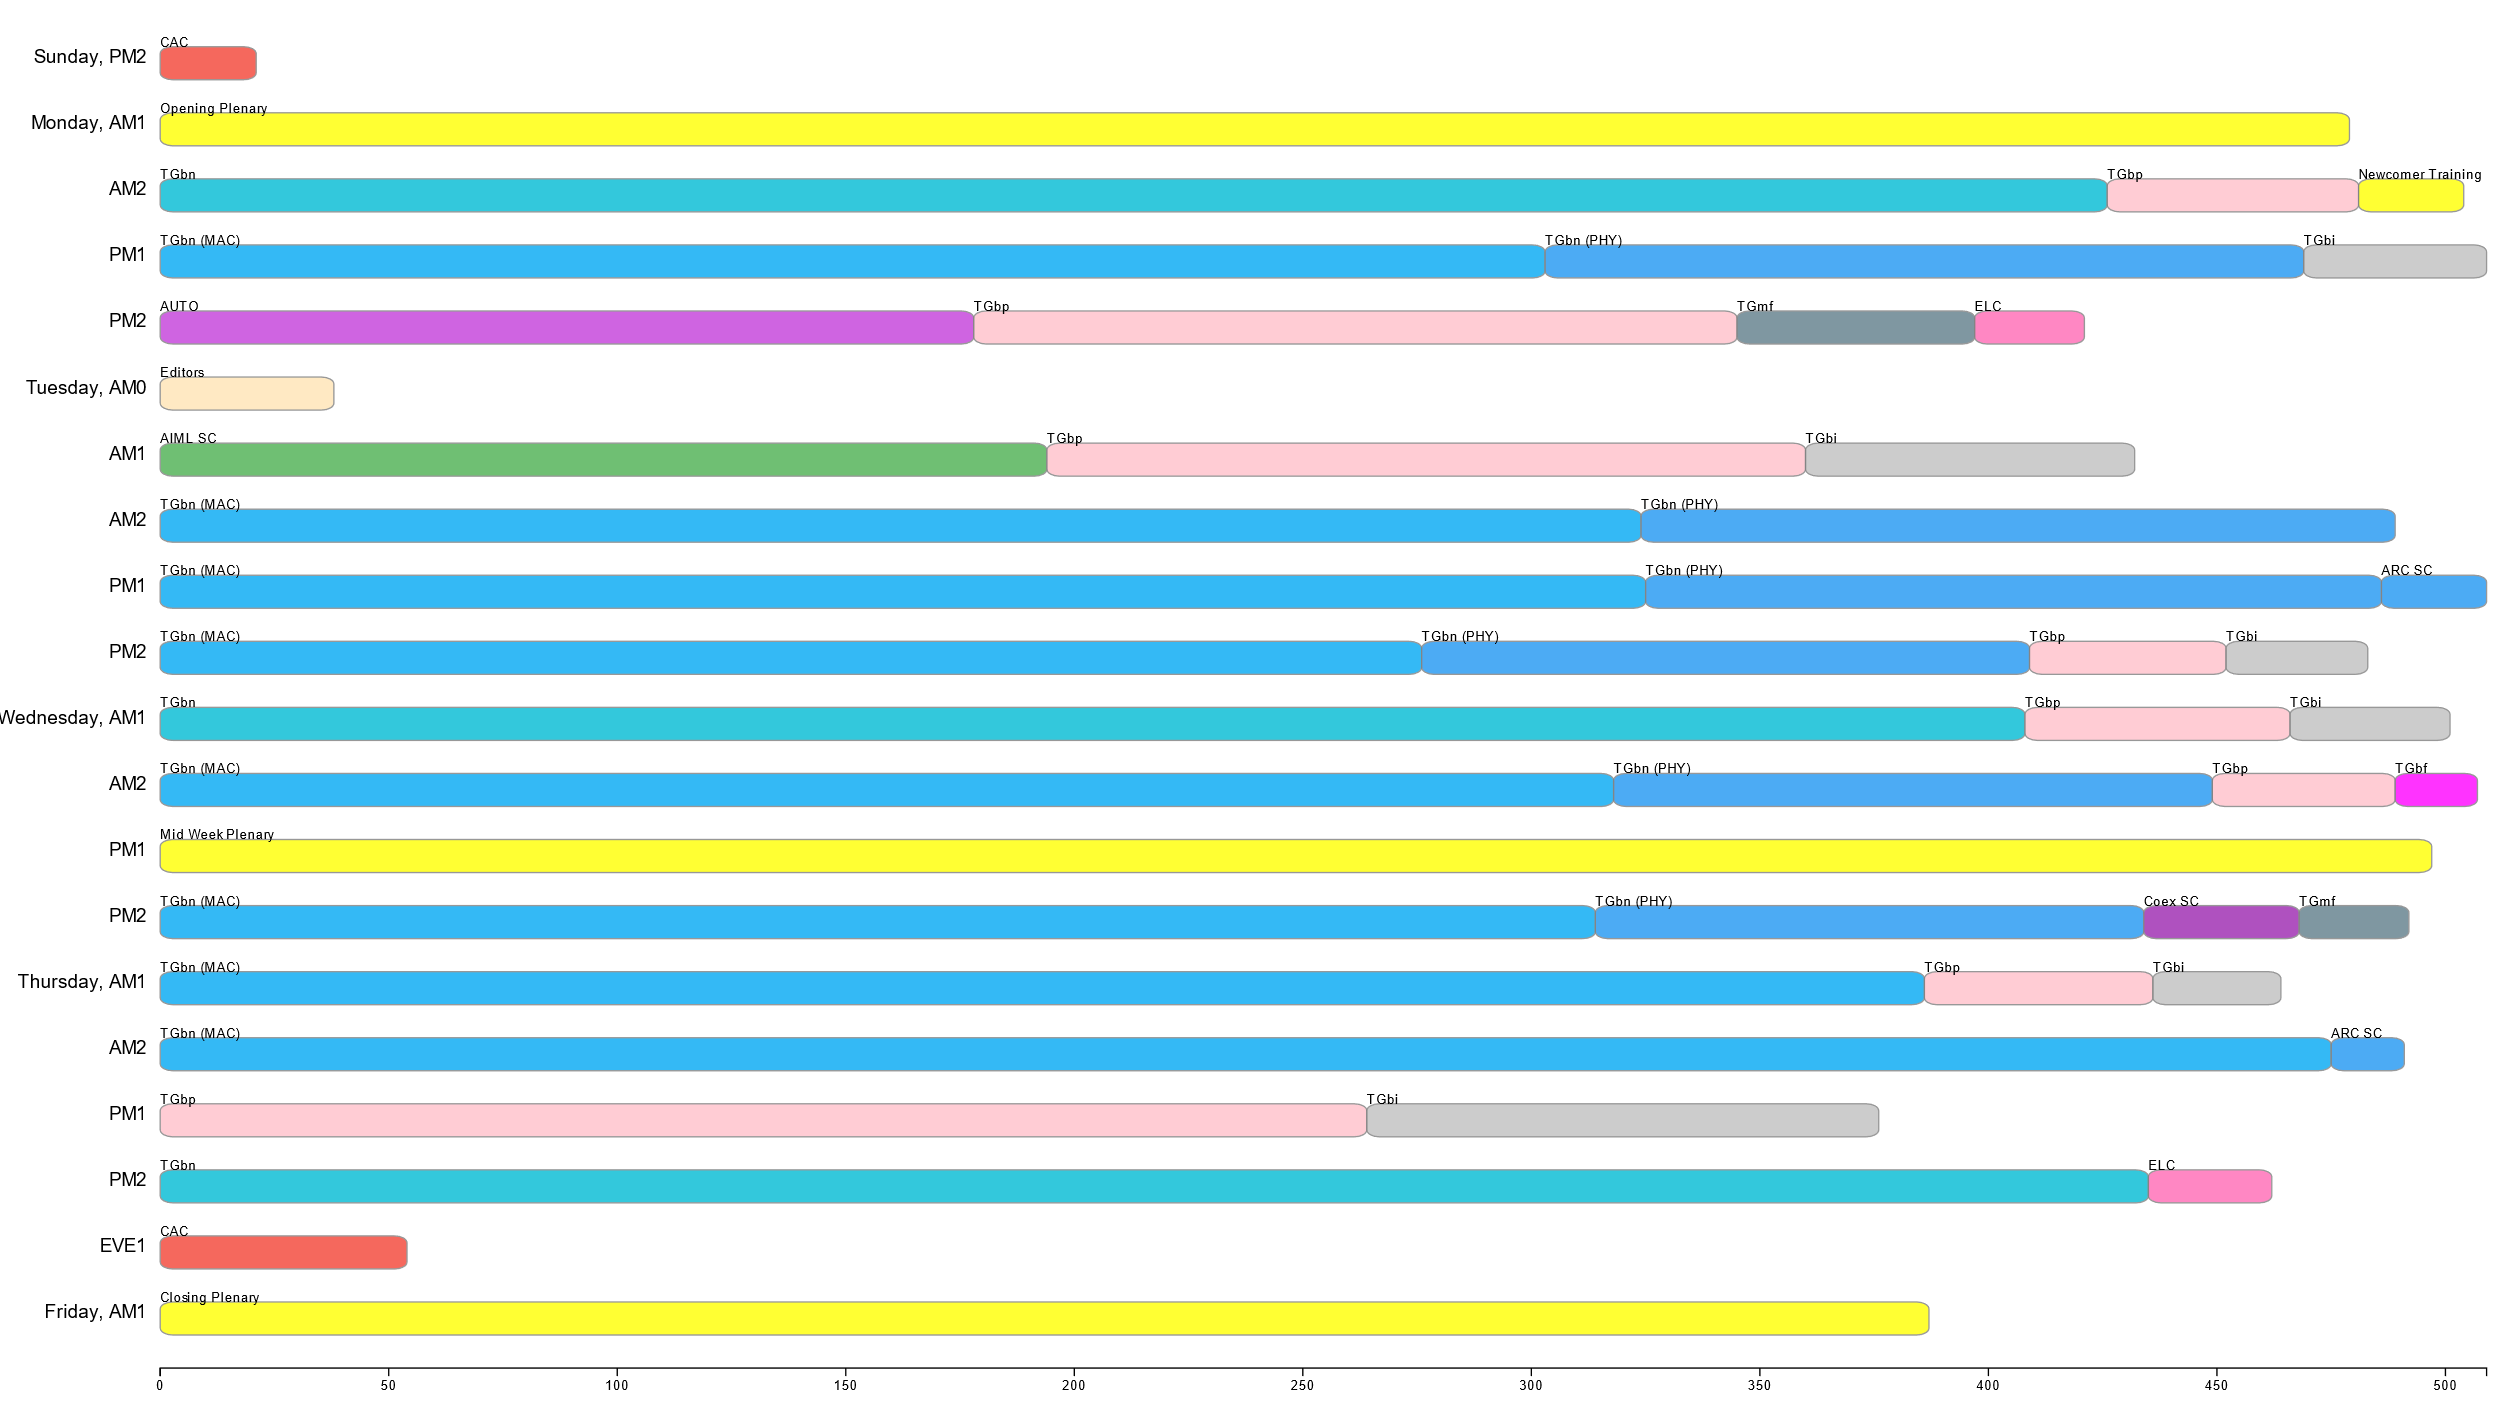 CAC
Sunday, PM2
Opening Plenary
Monday, AM1
TGbn TGbp Newcomer Training
AM2
TGbn (MAC) TGbn (PHY) TGbi
PM1
AUTO TGbp TGmf ELC
PM2
Editors
Tuesday, AM0
AIML SC TGbp TGbi
AM1
TGbn (MAC) TGbn (PHY)
AM2
TGbn (MAC) TGbn (PHY) ARC SC
PM1
TGbn (MAC) TGbn (PHY) TGbp TGbi
PM2
TGbn TGbp TGbi
Wednesday, AM1
TGbn (MAC) TGbn (PHY) TGbp TGbf
AM2
Mid Week Plenary
PM1
TGbn (MAC) TGbn (PHY) Coex SC TGmf
PM2
TGbn (MAC) TGbp TGbi
Thursday, AM1
TGbn (MAC) ARC SC
AM2
TGbp TGbi
PM1
TGbn ELC
PM2
CAC
EVE1
Closing Plenary
Friday, AM1
0 50 100 150 200 250 300 350 400 450 500